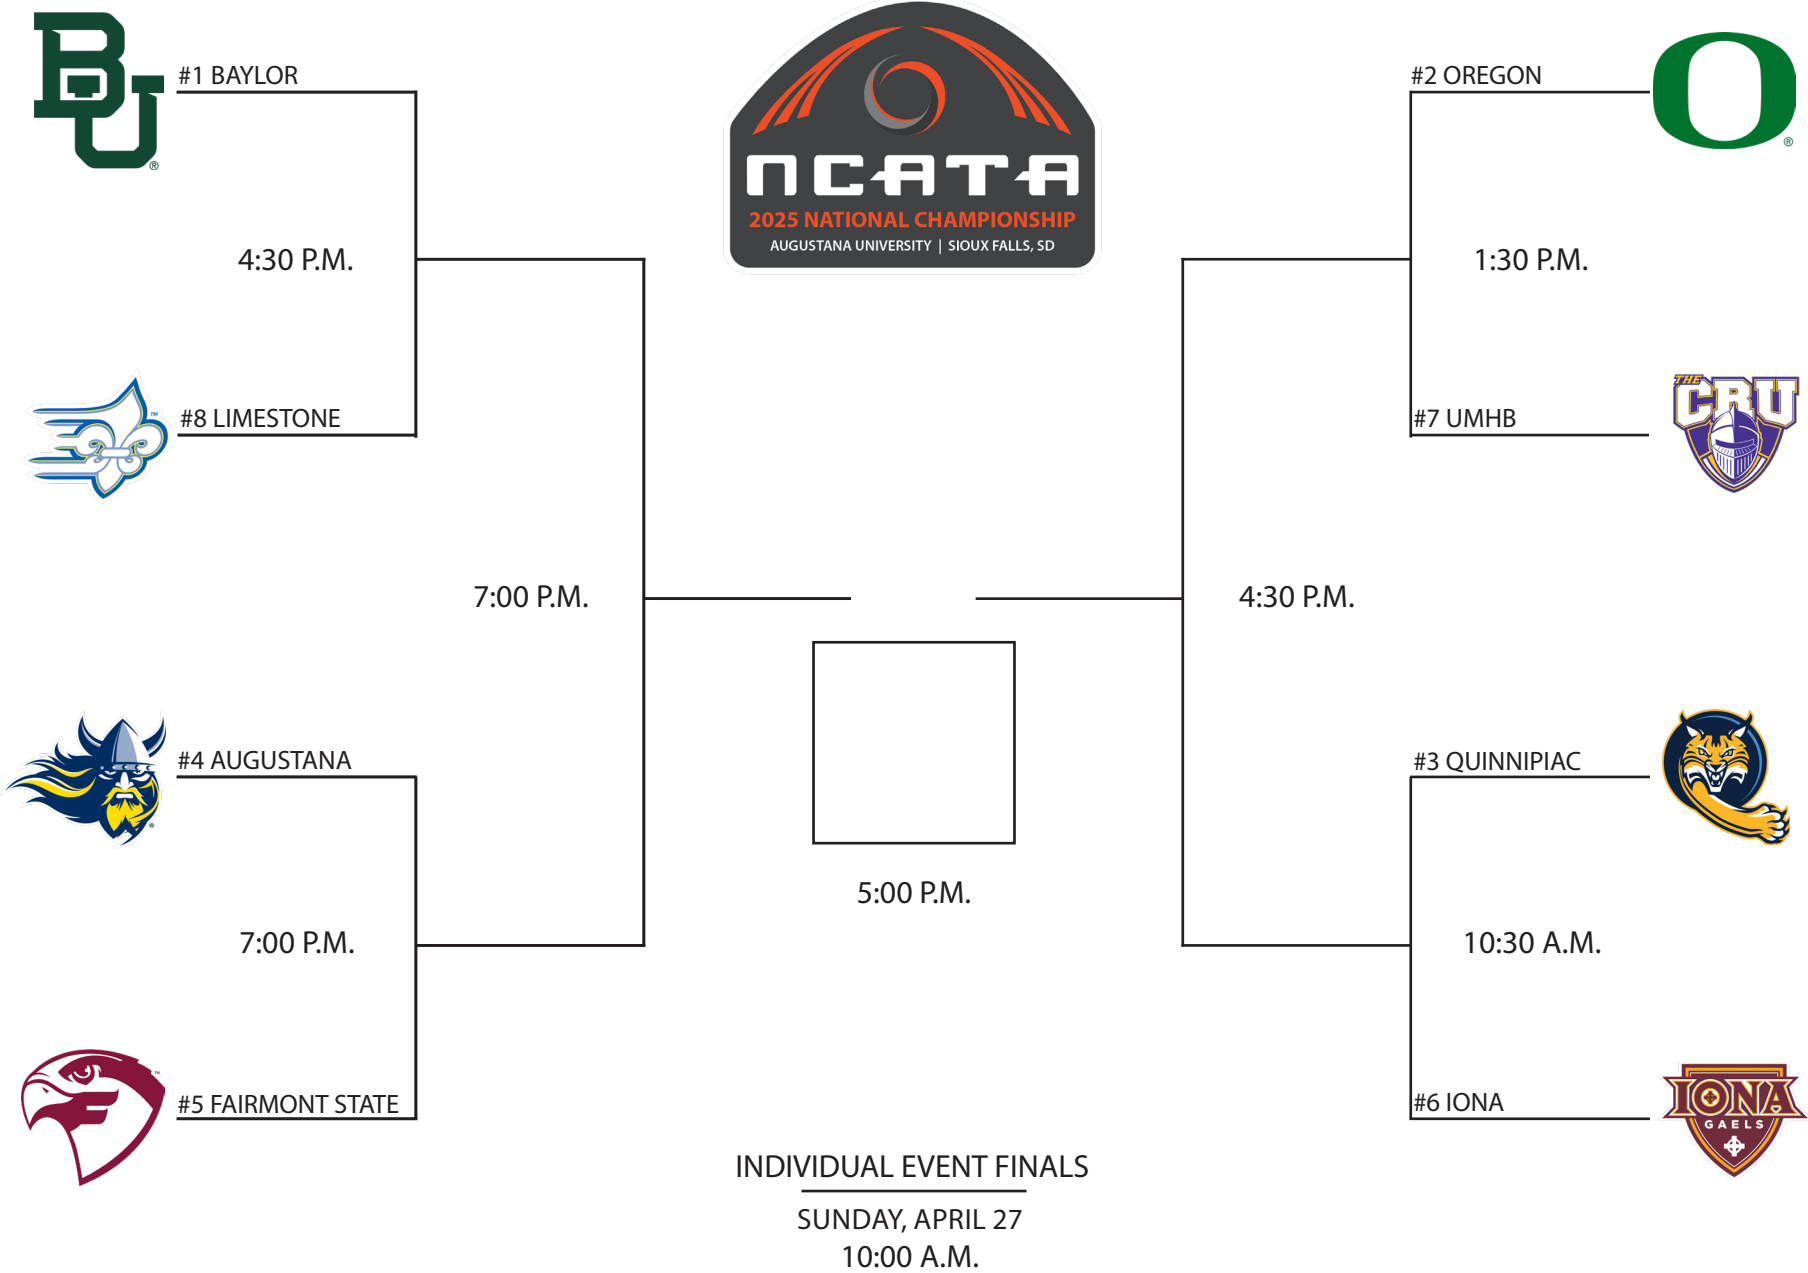 BU
#1 BAYLOR
4:30 P.M.
#8 LIMESTONE
7:00 P.M.
#4 AUGUSTANA
7:00 P.M.
#5 FAIRMONT STATE
NCATA
2025 NATIONAL CHAMPIONSHIP
AUGUSTANA UNIVERSITY | SIOUX FALLS, SD
5:00 P.M.
INDIVIDUAL EVENT FINALS
SUNDAY, APRIL 27
10:00 A.M.
#2 OREGON
O
1:30 P.M.
#7 UMHB
THE
CRU
4:30 P.M.
#3 QUINNIPIAC
10:30 A.M.
#6 IONA
IONA
GAELS